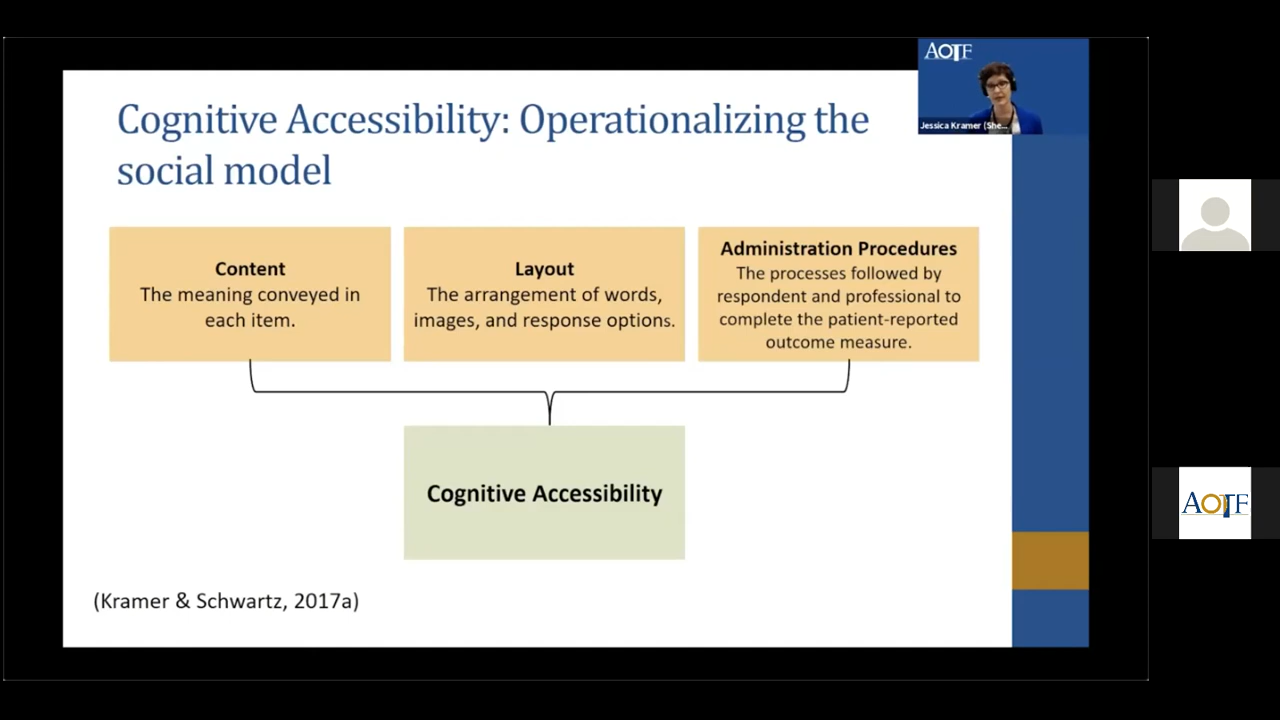 AOTF
Jessica Kramer (She...
Cognitive Accessibility: Operationalizing the
social model
Content
The meaning conveyed in
each item.
Layout
The arrangement of words,
images, and response options.
Administration Procedures
The processes followed by
respondent and professional to
complete the patient-reported
outcome measure.
Cognitive Accessibility
(Kramer & Schwartz, 2017a)
AOTF